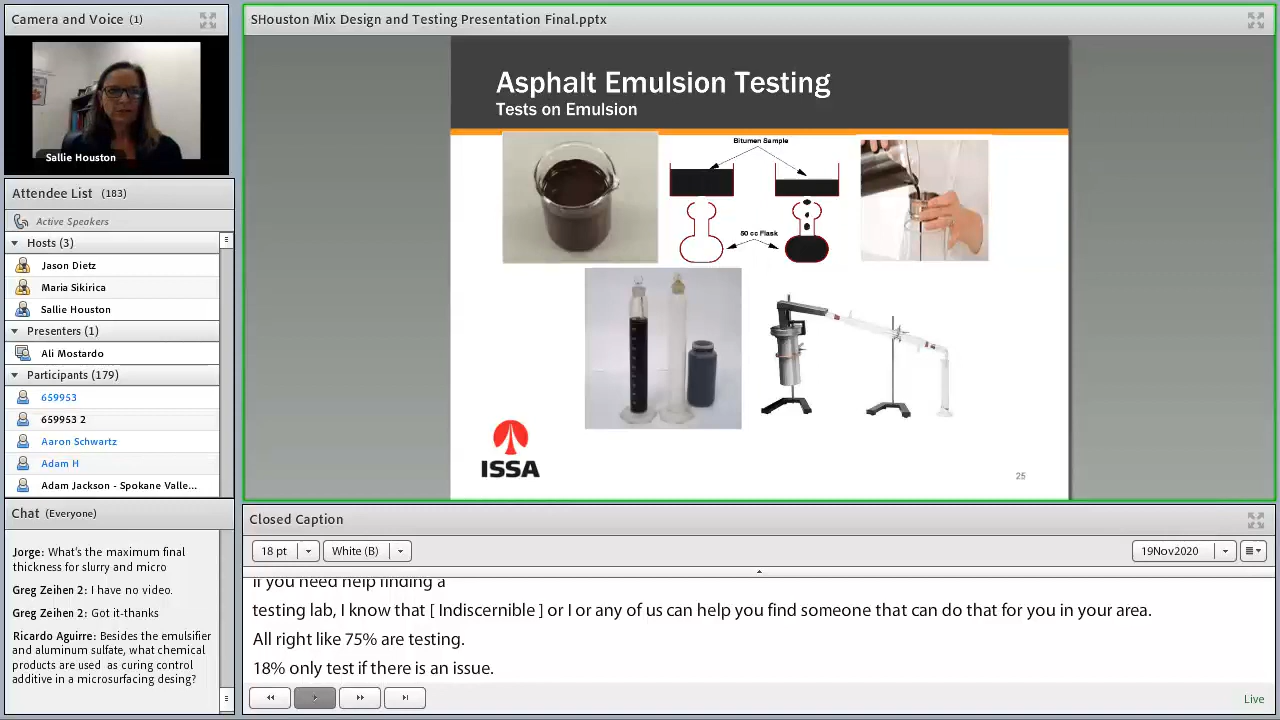 Camera and Voice (1)
Sallie Houston
Attendee List (183)
Active Speakers
Hosts (3)
Jason Dietz
Maria Sikirica
Sallie Houston
Presenters (1)
Ali Mostardo
Participants (179)
659953
659953 2
Aaron Schwartz
Adam H
Adam Jackson - Spokane Valle...
Chat (Everyone)
Jorge: What's the maximum final
thickness for slurry and micro
Greg Zeihen 2: I have no video.
Greg Zeihen 2: Got it-thanks
Ricardo Aguirre: Besides the emulsifier
and aluminum sulfate, what chemical
products are used as curing control
additive in a microsurfacing desing?
SHouston Mix Design and Testing Presentation Final.pptx
Asphalt Emulsion Testing
Tests on Emulsion
Bitumen Sample
50 cc Flask
ISSA
25
Closed Caption
18 pt
White (B)
19Nov2020
If you need help finding a
testing lab, I know that [ Indiscernible ] or I or any of us can help you find someone that can do that for you in your area.
All right like 75% are testing.
18% only test if there is an issue.
Live